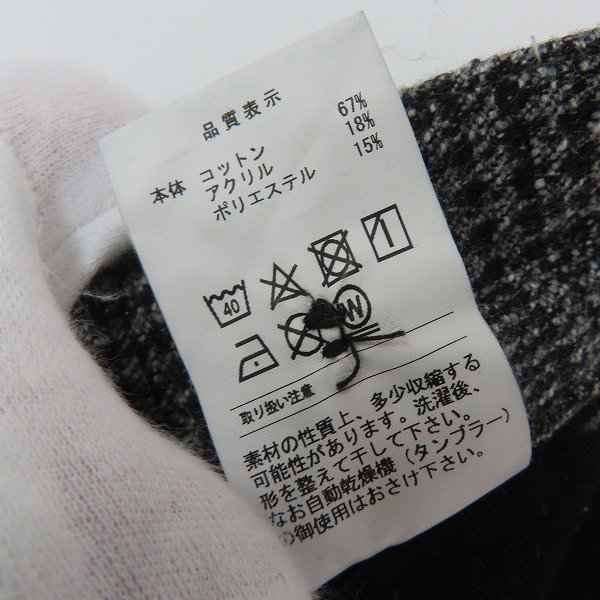 品質表示
本体 コットン 67%
アクリル 18%
ポリエステル 15%
40
W
取り扱い注意
素材の性質上、多少収縮する
可能性があります。洗濯後、
形を整えて干して下さい。
なお自動乾燥機(タンブラー)
の御使用はおさけ下さい。